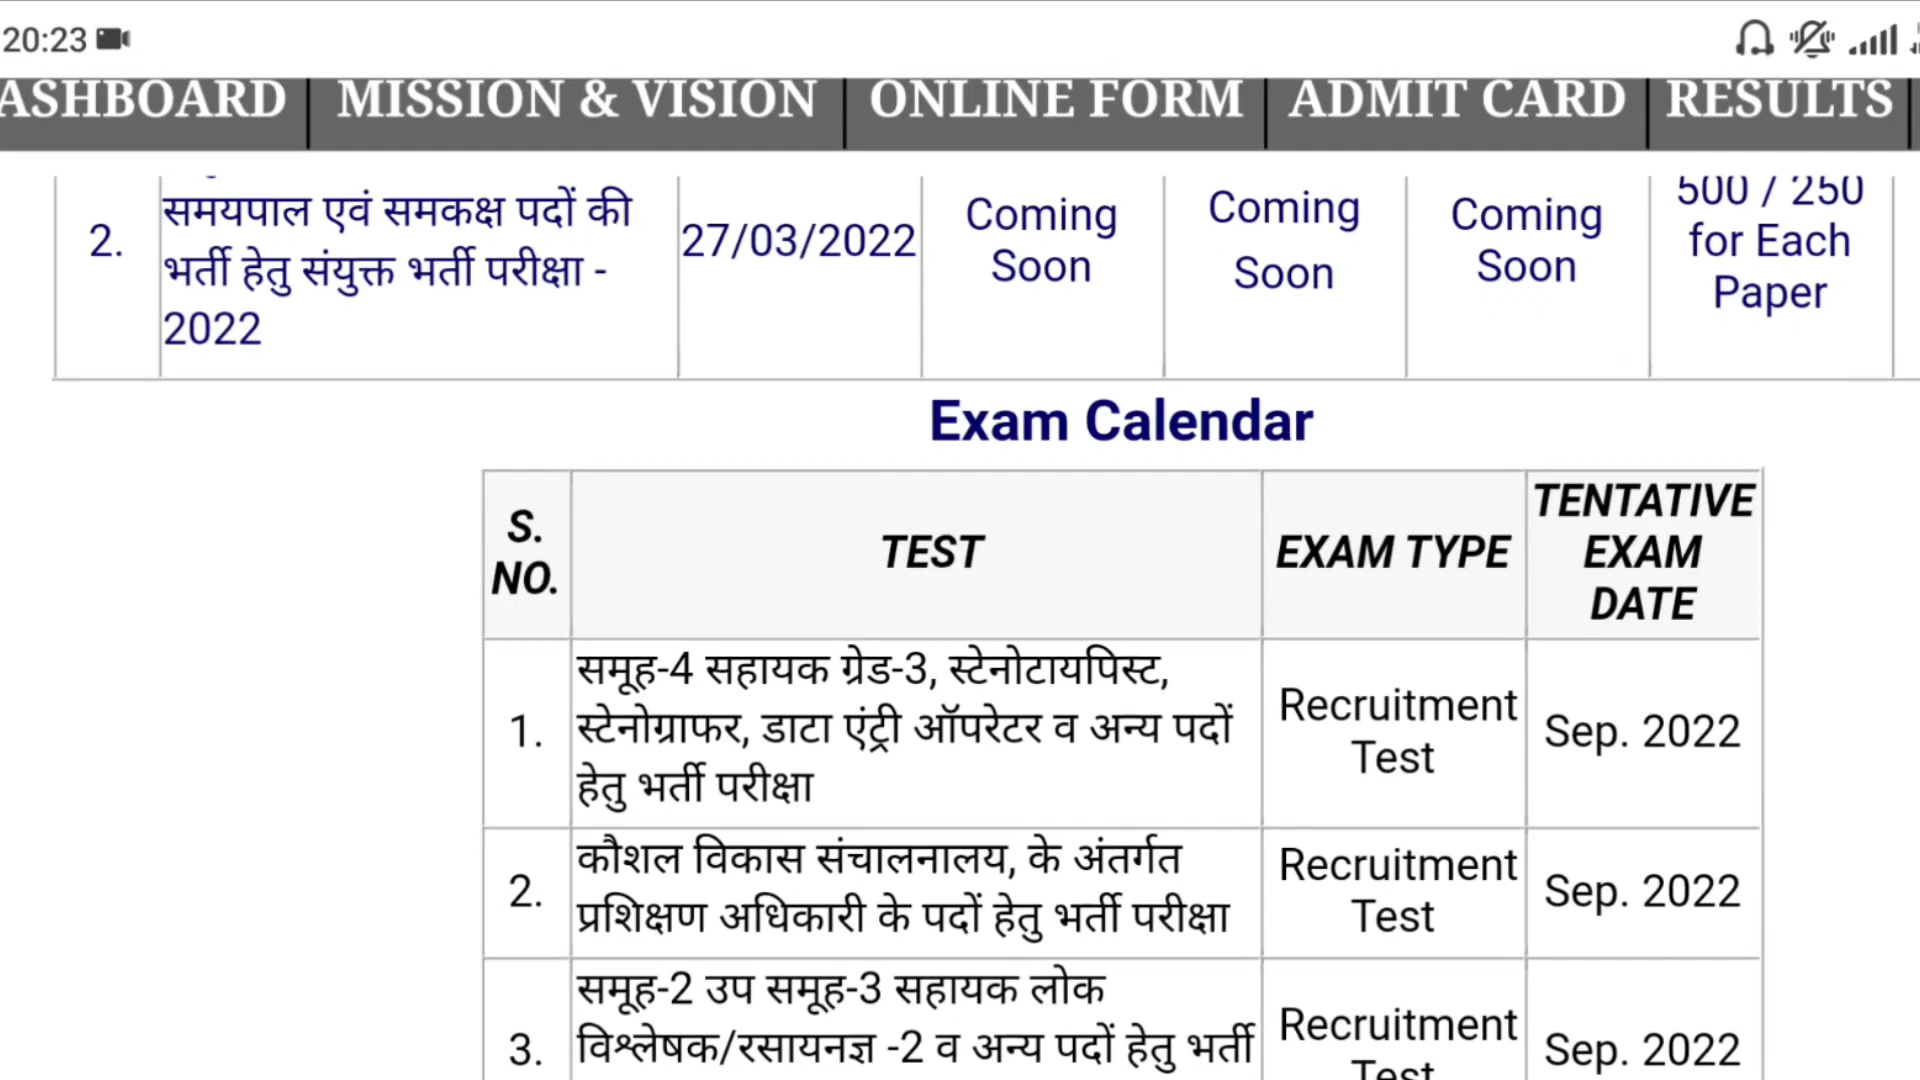 20:23
ASHBOARD MISSION & VISION ONLINE FORM ADMIT CARD RESULTS
2.
समयपाल एवं समकक्ष पदों की
भर्ती हेतु संयुक्त भर्ती परीक्षा -
2022
27/03/2022
Coming
Soon
Coming
Soon
Coming
Soon
500 / 250
for Each
Paper
Exam Calendar
S.
NO.
TEST
EXAM TYPE
TENTATIVE
EXAM
DATE
1.
समूह-4 सहायक ग्रेड-3, स्टेनोटायपिस्ट,
स्टेनोग्राफर, डाटा एंट्री ऑपरेटर व अन्य पदों
हेतु भर्ती परीक्षा
Recruitment
Test
Sep. 2022
2.
कौशल विकास संचालनालय, के अंतर्गत
प्रशिक्षण अधिकारी के पदों हेतु भर्ती परीक्षा
Recruitment
Test
Sep. 2022
3.
समूह-2 उप समूह-3 सहायक लोक
विश्लेषक/रसायनज्ञ -2 व अन्य पदों हेतु भर्ती
Recruitment
Test
Sep. 2022